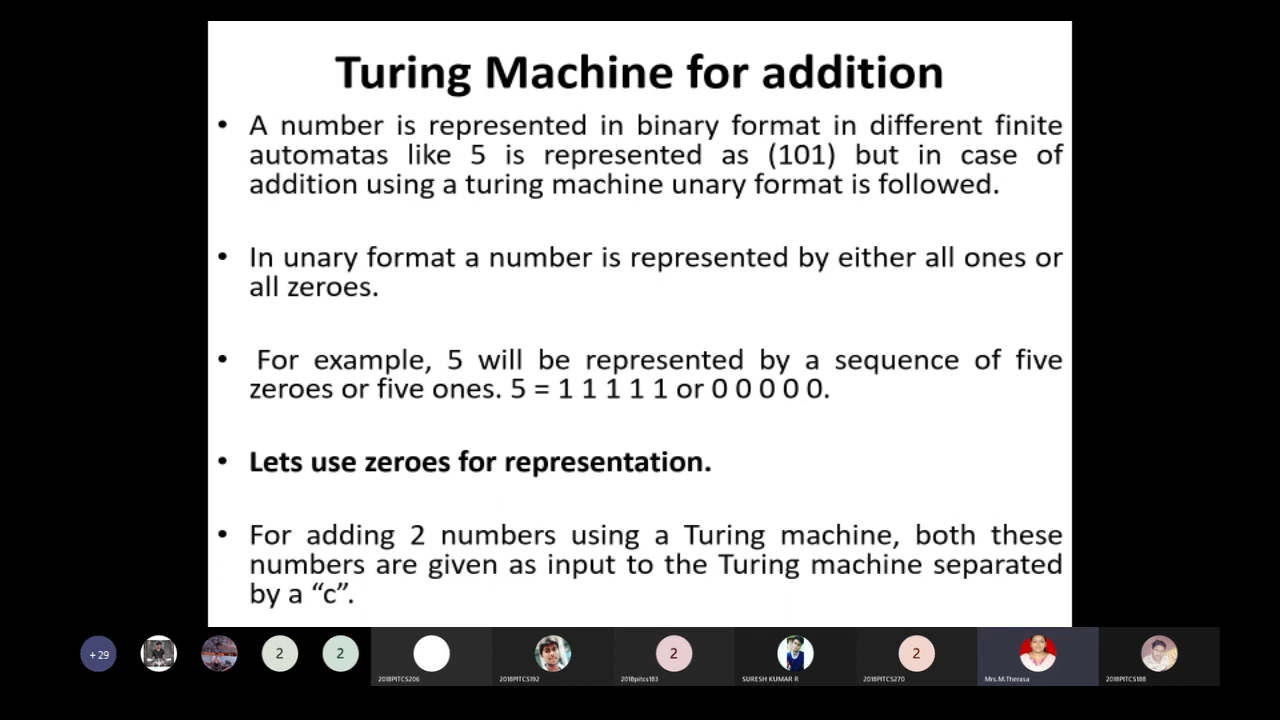 Turing Machine for addition
• A number is represented in binary format in different finite
automatas like 5 is represented as (101) but in case of
addition using a turing machine unary format is followed.
• In unary format a number is represented by either all ones or
all zeroes.
• For example, 5 will be represented by a sequence of five
zeroes or five ones. 5 = 1 1 1 1 1 or 0 0 0 0 0.
• Lets use zeroes for representation.
• For adding 2 numbers using a Turing machine, both these
numbers are given as input to the Turing machine separated
by a “c”.
+ 29 2 2 2 2
2018PITCS206 2018PITCS192 2018pitcs183 SURESH KUMAR R 2018PITCS270 Mrs.M.Therasa 2018PITCS188